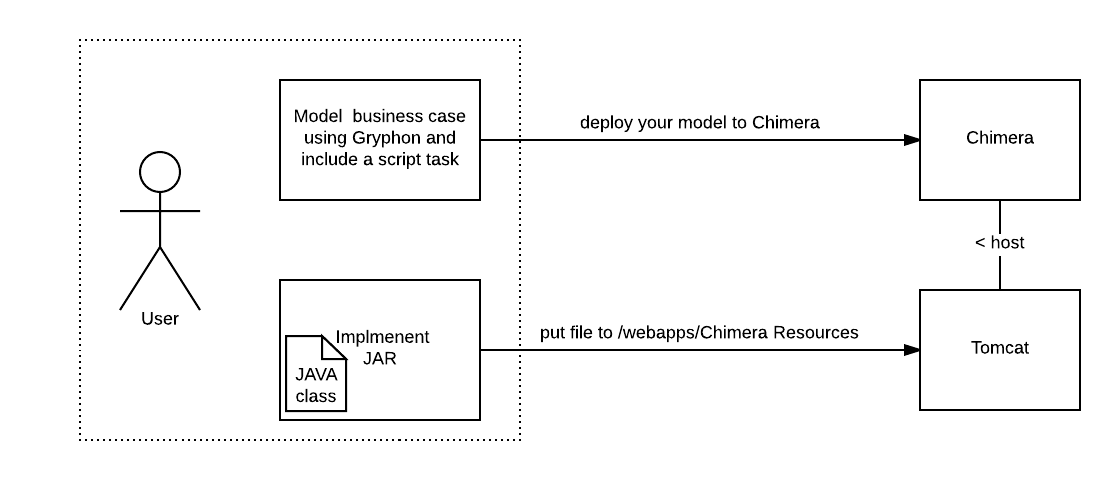 Model  business case
using Gryphon and
include a script task
deploy your model to Chimera
Chimera
< host
User
Implmenent
JAR
JAVA
class
put file to /webapps/Chimera Resources
Tomcat